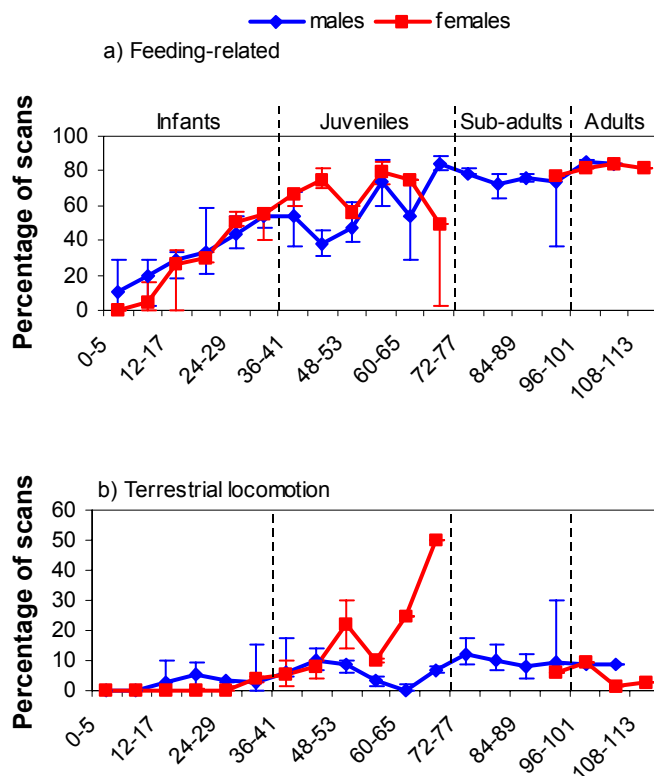 males females
a) Feeding-related
Infants Juveniles Sub-adults Adults
Percentage of scans
100
80
60
40
20
0
0-5 12-17 24-29 36-41 48-53 60-65 72-77 84-89 96-101 108-113
b) Terrestrial locomotion
Percentage of scans
60
50
40
30
20
10
0
0-5 12-17 24-29 36-41 48-53 60-65 72-77 84-89 96-101 108-113